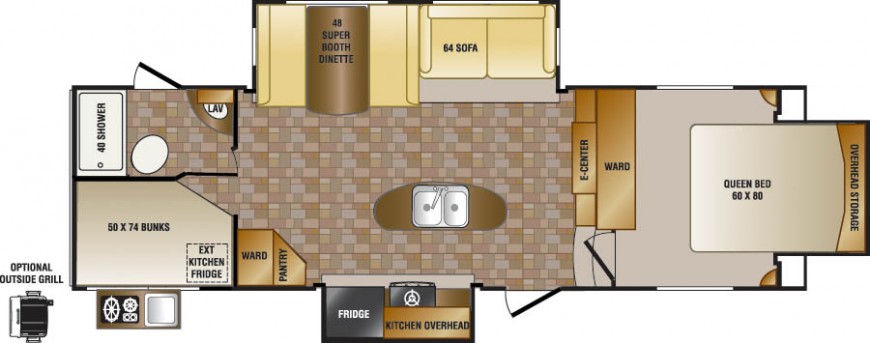 48
SUPER
BOOTH
DINETTE
64 SOFA
LAV
40 SHOWER
E-CENTER
WARD
QUEEN BED
60 X 80
OVERHEAD STORAGE
50 X 74 BUNKS
EXT
KITCHEN
FRIDGE
WARD
PANTRY
OPTIONAL
OUTSIDE GRILL
FRIDGE
KITCHEN OVERHEAD